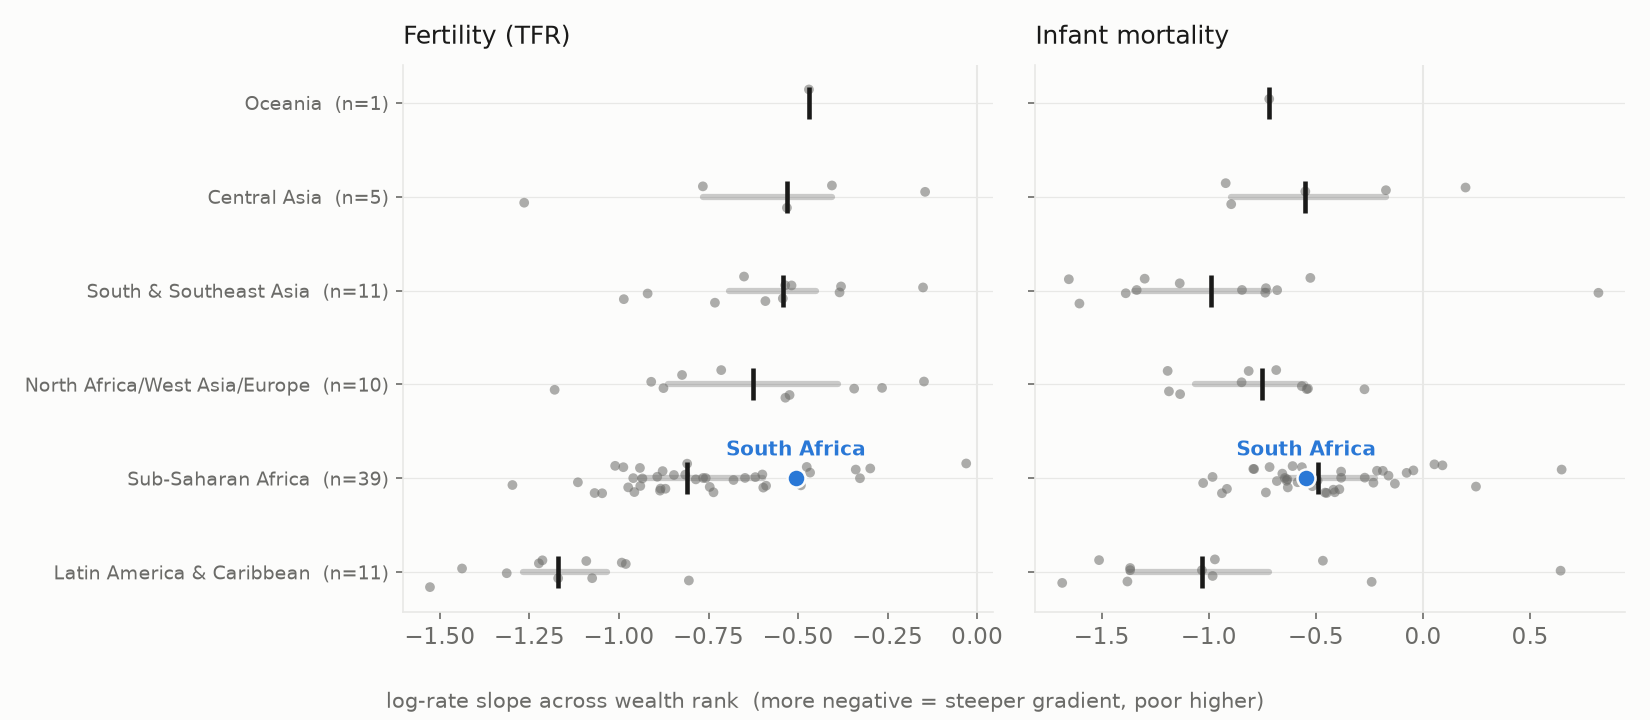 Fertility (TFR)
Infant mortality
Oceania (n=1)
Central Asia (n=5)
South & Southeast Asia (n=11)
North Africa/West Asia/Europe (n=10)
South Africa
South Africa
Sub-Saharan Africa (n=39)
Latin America & Caribbean (n=11)
−1.50 −1.25 −1.00 −0.75 −0.50 −0.25 0.00
−1.5 −1.0 −0.5 0.0 0.5
log-rate slope across wealth rank (more negative = steeper gradient, poor higher)